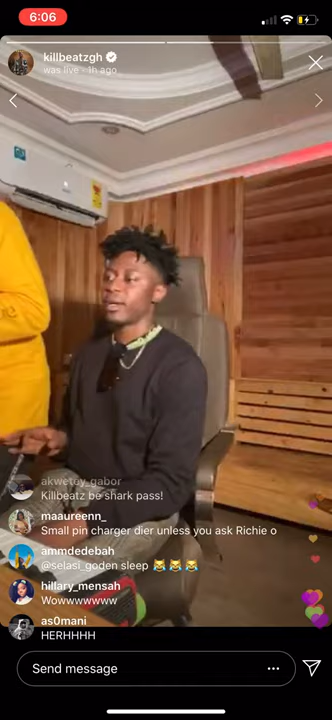 6:06
killbeatzgh
was live · 1h ago
akwetey_gabor
Killbeatz be shark pass!
maaureenn_
Small pin charger dier unless you ask Richie o
ammdedebah
@selasi_goden sleep 😹😹😹
hillary_mensah
Wowwwwwww
as0mani
HERHHHH
Send message